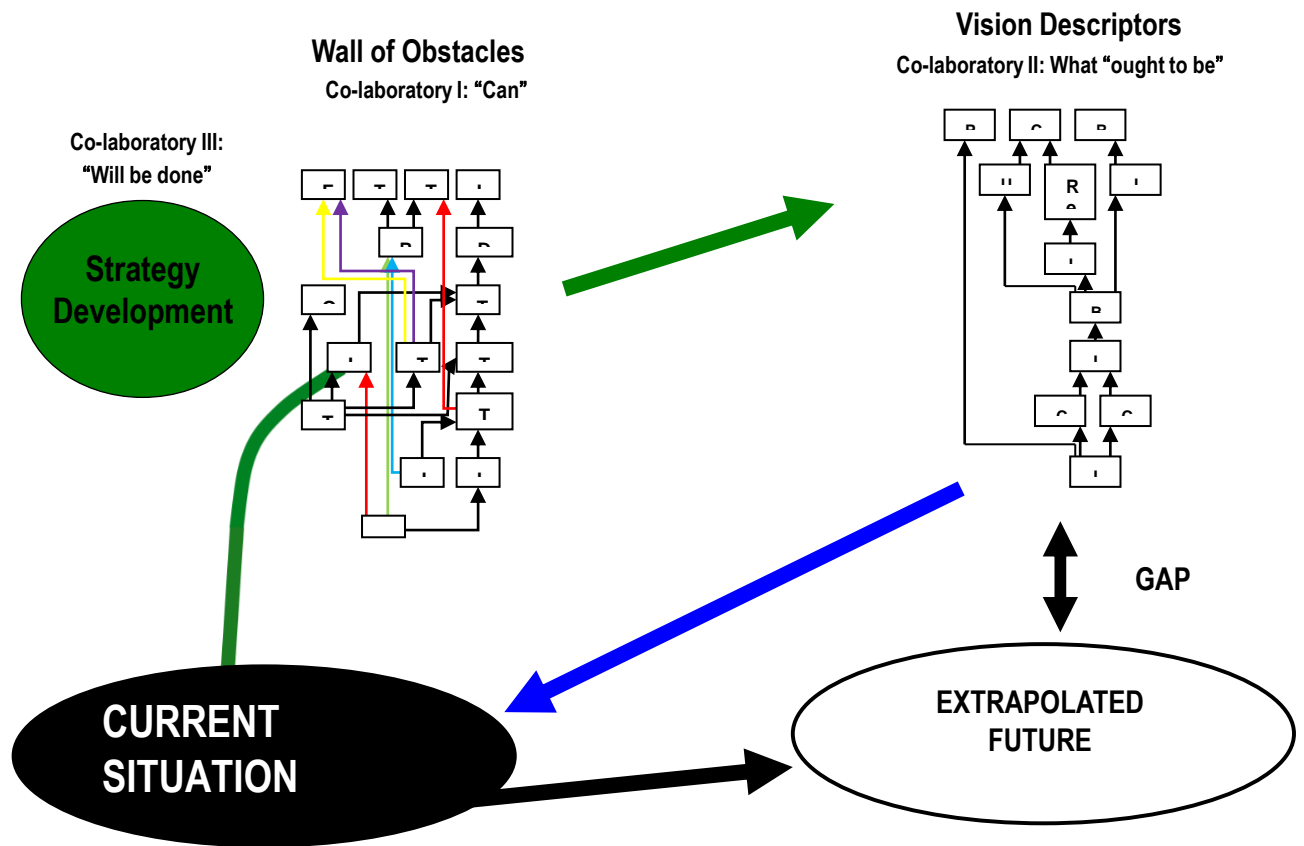 Wall of Obstacles
Co-laboratory I: “Can”
Vision Descriptors
Co-laboratory II: What “ought to be”
Co-laboratory III:
“Will be done”
Strategy
Development
GAP
CURRENT
SITUATION
EXTRAPOLATED
FUTURE